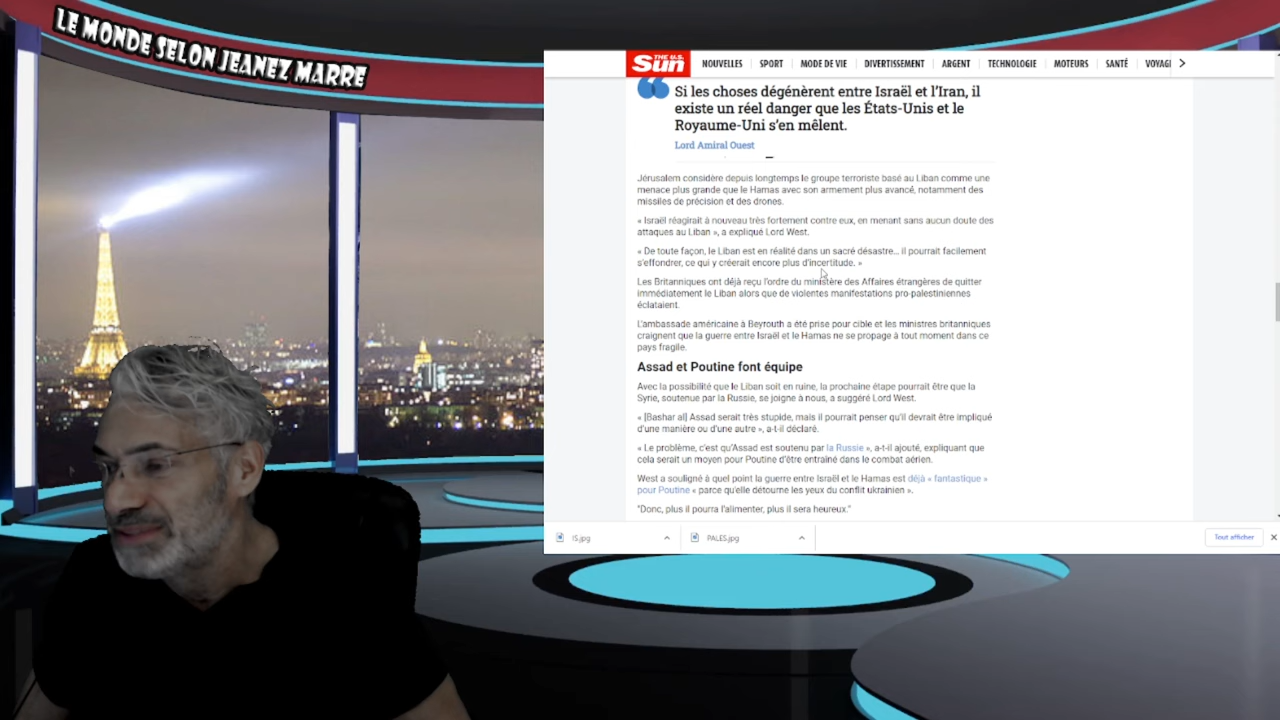 LE MONDE SELON JEANEZ MARRE
THE U.S. Sun
NOUVELLES SPORT MODE DE VIE DIVERTISSEMENT ARGENT TECHNOLOGIE MOTEURS SANTÉ VOYAGI
Si les choses dégénèrent entre Israël et l'Iran, il
existe un réel danger que les États-Unis et le
Royaume-Uni s'en mêlent.
Lord Amiral Ouest
Jérusalem considère depuis longtemps le groupe terroriste basé au Liban comme une
menace plus grande que le Hamas avec son armement plus avancé, notamment des
missiles de précision et des drones.
« Israël réagirait à nouveau très fortement contre eux, en menant sans aucun doute des
attaques au Liban », a expliqué Lord West.
« De toute façon, le Liban est en réalité dans un sacré désastre... il pourrait facilement
s'effondrer, ce qui y créerait encore plus d'incertitude. »
Les Britanniques ont déjà reçu l'ordre du ministère des Affaires étrangères de quitter
immédiatement le Liban alors que de violentes manifestations pro-palestiniennes
éclataient.
L'ambassade américaine à Beyrouth a été prise pour cible et les ministres britanniques
craignent que la guerre entre Israël et le Hamas ne se propage à tout moment dans ce
pays fragile.
Assad et Poutine font équipe
Avec la possibilité que le Liban soit en ruine, la prochaine étape pourrait être que la
Syrie, soutenue par la Russie, se joigne à nous, a suggéré Lord West.
« [Bashar al] Assad serait très stupide, mais il pourrait penser qu'il devrait être impliqué
d'une manière ou d'une autre », a-t-il déclaré.
« Le problème, c'est qu'Assad est soutenu par la Russie », a-t-il ajouté, expliquant que
cela serait un moyen pour Poutine d'être entraîné dans le combat aérien.
West a souligné à quel point la guerre entre Israël et le Hamas est déjà « fantastique »
pour Poutine « parce qu'elle détourne les yeux du conflit ukrainien ».
"Donc, plus il pourra l'alimenter, plus il sera heureux."
IS.jpg
PALES.jpg
Tout afficher